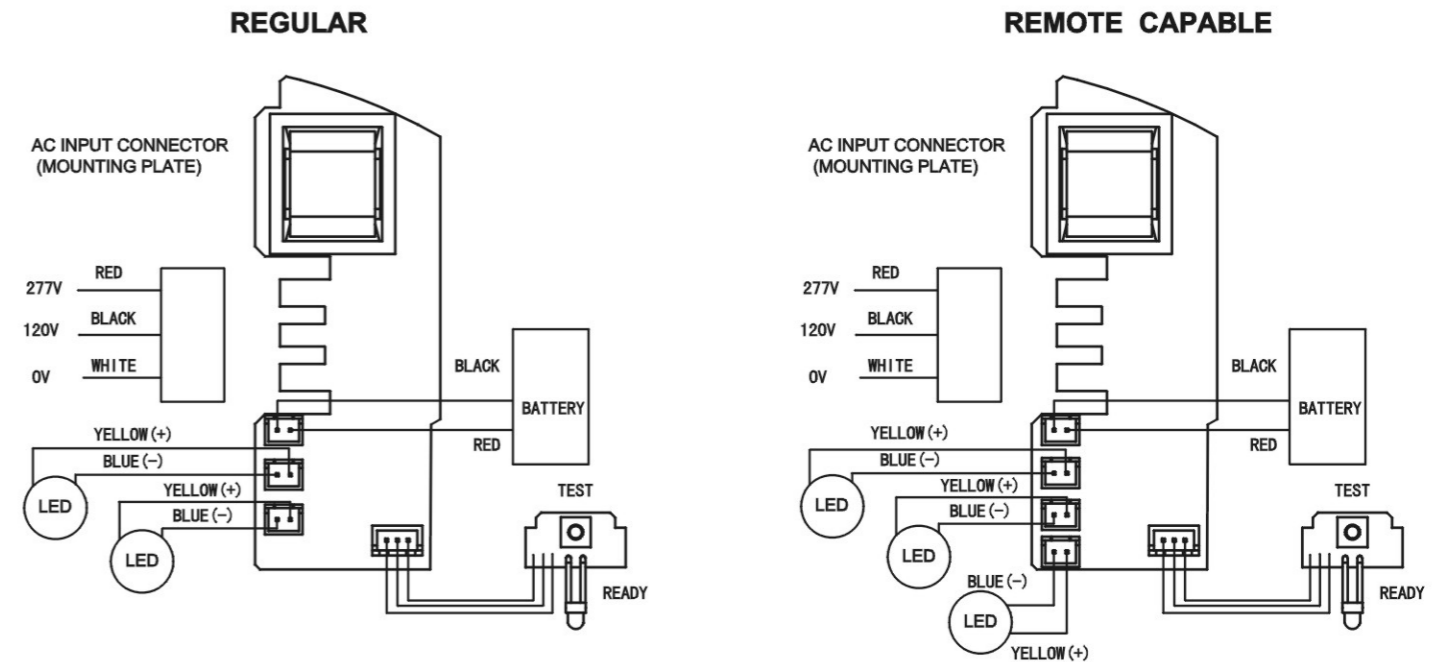 REGULAR
AC INPUT CONNECTOR
(MOUNTING PLATE)
277V
RED
120V
BLACK
0V
WHITE
BLACK
BATTERY
RED
YELLOW(+)
BLUE(-)
LED
YELLOW(+)
BLUE(-)
LED
TEST
READY
REMOTE CAPABLE
AC INPUT CONNECTOR
(MOUNTING PLATE)
277V
RED
120V
BLACK
0V
WHITE
BLACK
BATTERY
RED
YELLOW(+)
BLUE(-)
LED
YELLOW(+)
BLUE(-)
LED
BLUE(-)
LED
YELLOW(+)
TEST
READY